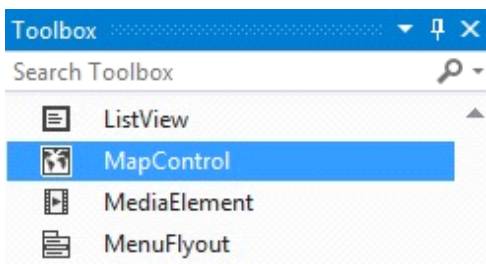 Toolbox
Search Toolbox
ListView
MapControl
MediaElement
MenuFlyout